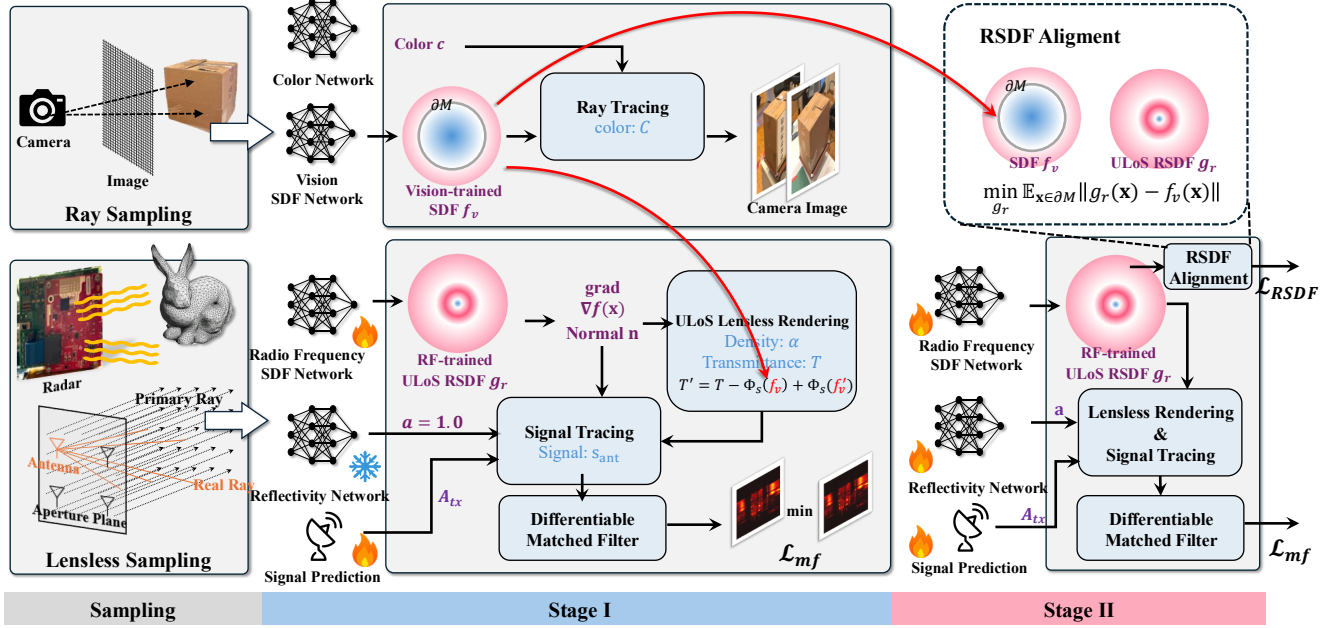 Camera
Image
Ray Sampling
Color Network
Vision
SDF Network
Color c
∂M
Vision-trained
SDF f_v
Ray Tracing
color: C
Camera Image
RSDF Aligment
∂M
SDF f_v
ULoS RSDF g_r
min_{g_r} 𝔼_{x∈∂M}‖g_r(x) − f_v(x)‖
Radar
Primary Ray
Antenna
Real Ray
Aperture Plane
Lensless Sampling
Radio Frequency
SDF Network
Reflectivity Network
Signal Prediction
RF-trained
ULoS RSDF g_r
grad
∇f(x)
Normal n
ULoS Lensless Rendering
Density: α
Transmittance: T
T′ = T − Φ_s(f_v) + Φ_s(f_v′)
a = 1.0
A_tx
Signal Tracing
Signal: s_ant
Differentiable
Matched Filter
min
ℒ_mf
Radio Frequency
SDF Network
Reflectivity Network
Signal Prediction
RSDF
Alignment
ℒ_RSDF
RF-trained
ULoS RSDF g_r
a
A_tx
Lensless Rendering
&
Signal Tracing
Differentiable
Matched Filter
ℒ_mf
Sampling
Stage I
Stage II